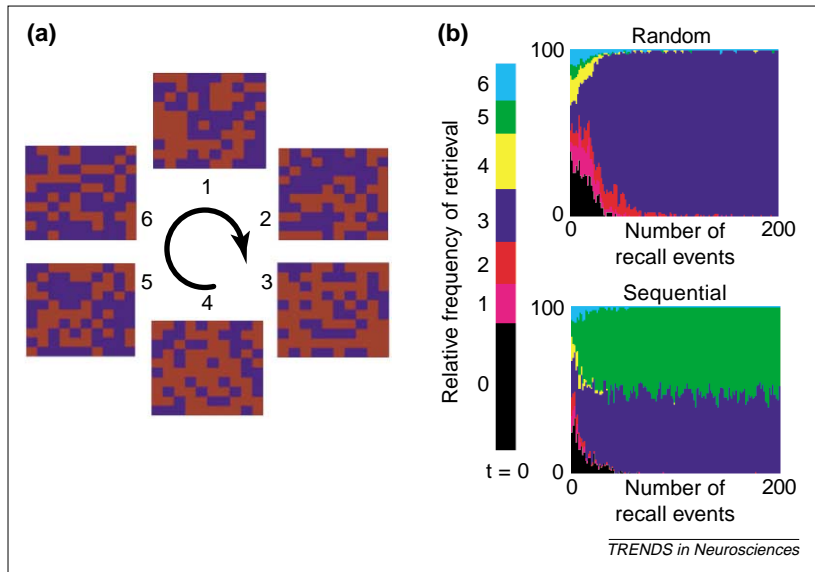 (a)
1
2
3
4
5
6
(b)
Relative frequency of retrieval
6
5
4
3
2
1
0
t = 0
Random
100
0
0
200
Number of
recall events
Sequential
100
0
0
200
Number of
recall events
TRENDS in Neurosciences